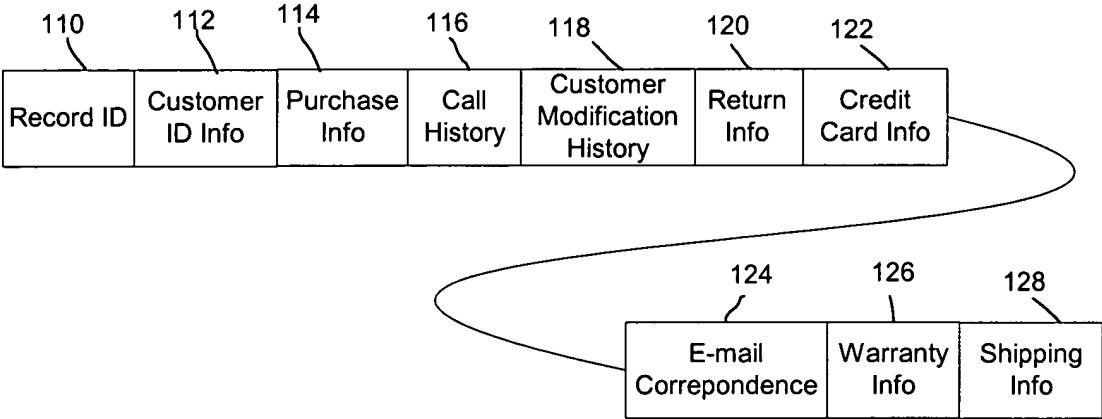 110
112
114
116
118
120
122
Record ID
Customer
ID Info
Purchase
Info
Call
History
Customer
Modification
History
Return
Info
Credit
Card Info
124
126
128
E-mail
Correpondence
Warranty
Info
Shipping
Info